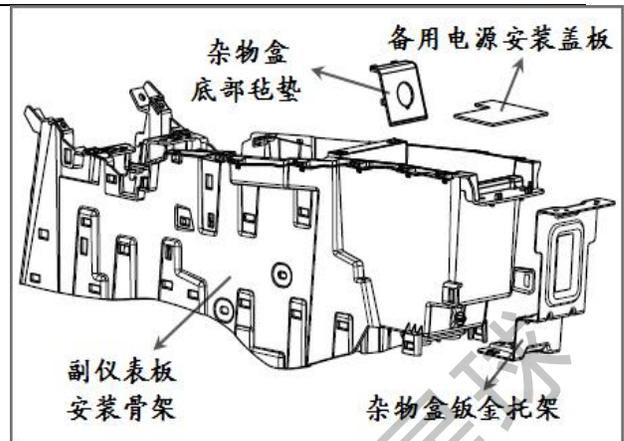 杂物盒
底部毡垫
备用电源安装盖板
副仪表板
安装骨架
杂物盒钣金托架